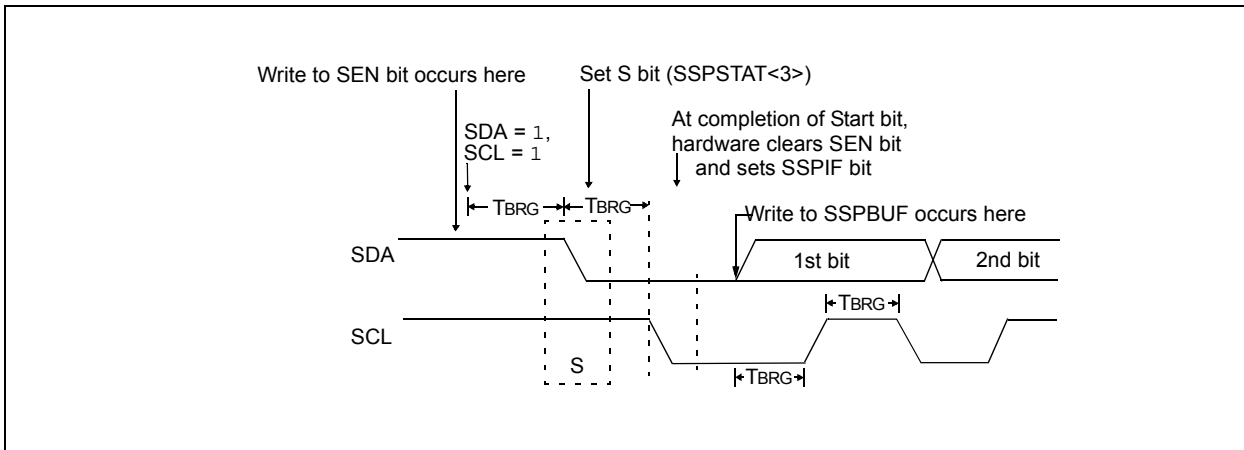 Write to SEN bit occurs here
Set S bit (SSPSTAT<3>)
SDA = 1,
SCL = 1
At completion of Start bit,
hardware clears SEN bit
and sets SSPIF bit
TBRG
TBRG
Write to SSPBUF occurs here
SDA
1st bit
2nd bit
TBRG
SCL
S
TBRG